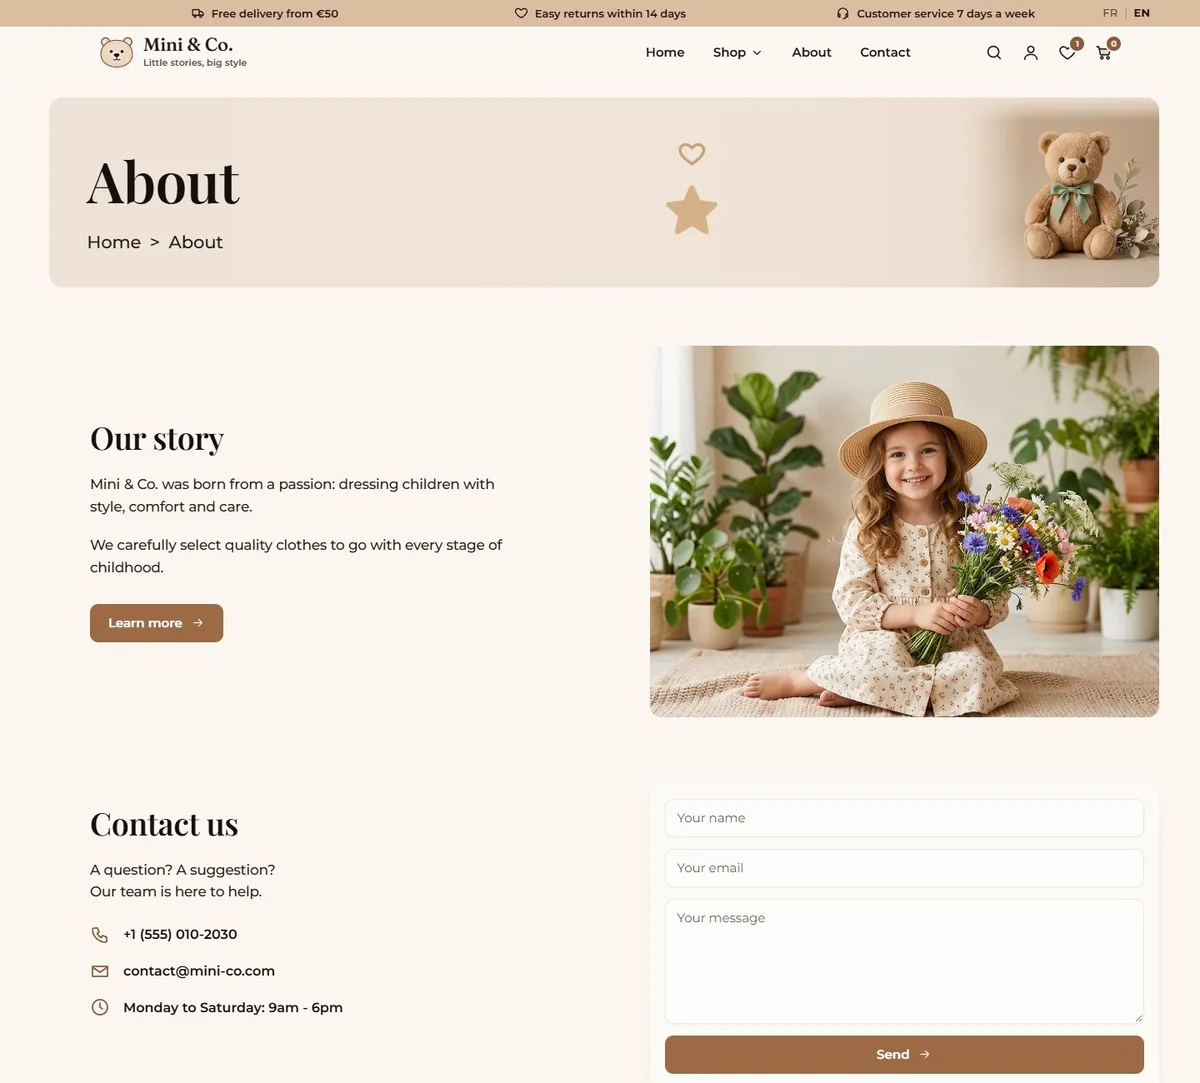 Free delivery from €50
Easy returns within 14 days
Customer service 7 days a week
FR | EN
Mini & Co.
Little stories, big style
Home
Shop
About
Contact
1
0
About
Home > About
Our story
Mini & Co. was born from a passion: dressing children with
style, comfort and care.
We carefully select quality clothes to go with every stage of
childhood.
Learn more →
Contact us
A question? A suggestion?
Our team is here to help.
+1 (555) 010-2030
contact@mini-co.com
Monday to Saturday: 9am - 6pm
Your name
Your email
Your message
Send →